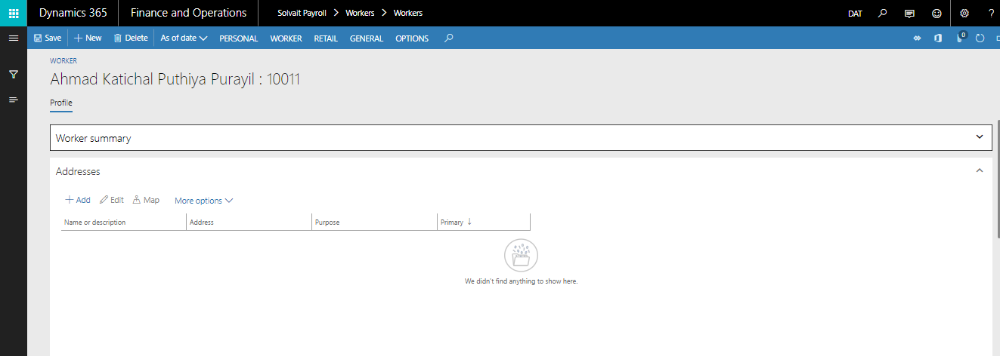 Dynamics 365 Finance and Operations Solvait Payroll Workers Workers DAT ?
Save New Delete As of date PERSONAL WORKER RETAIL GENERAL OPTIONS 0
WORKER
Ahmad Katichal Puthiya Purayil : 10011
Profile
Worker summary
Addresses
Add Edit Map More options
Name or description Address Purpose Primary
We didn't find anything to show here.